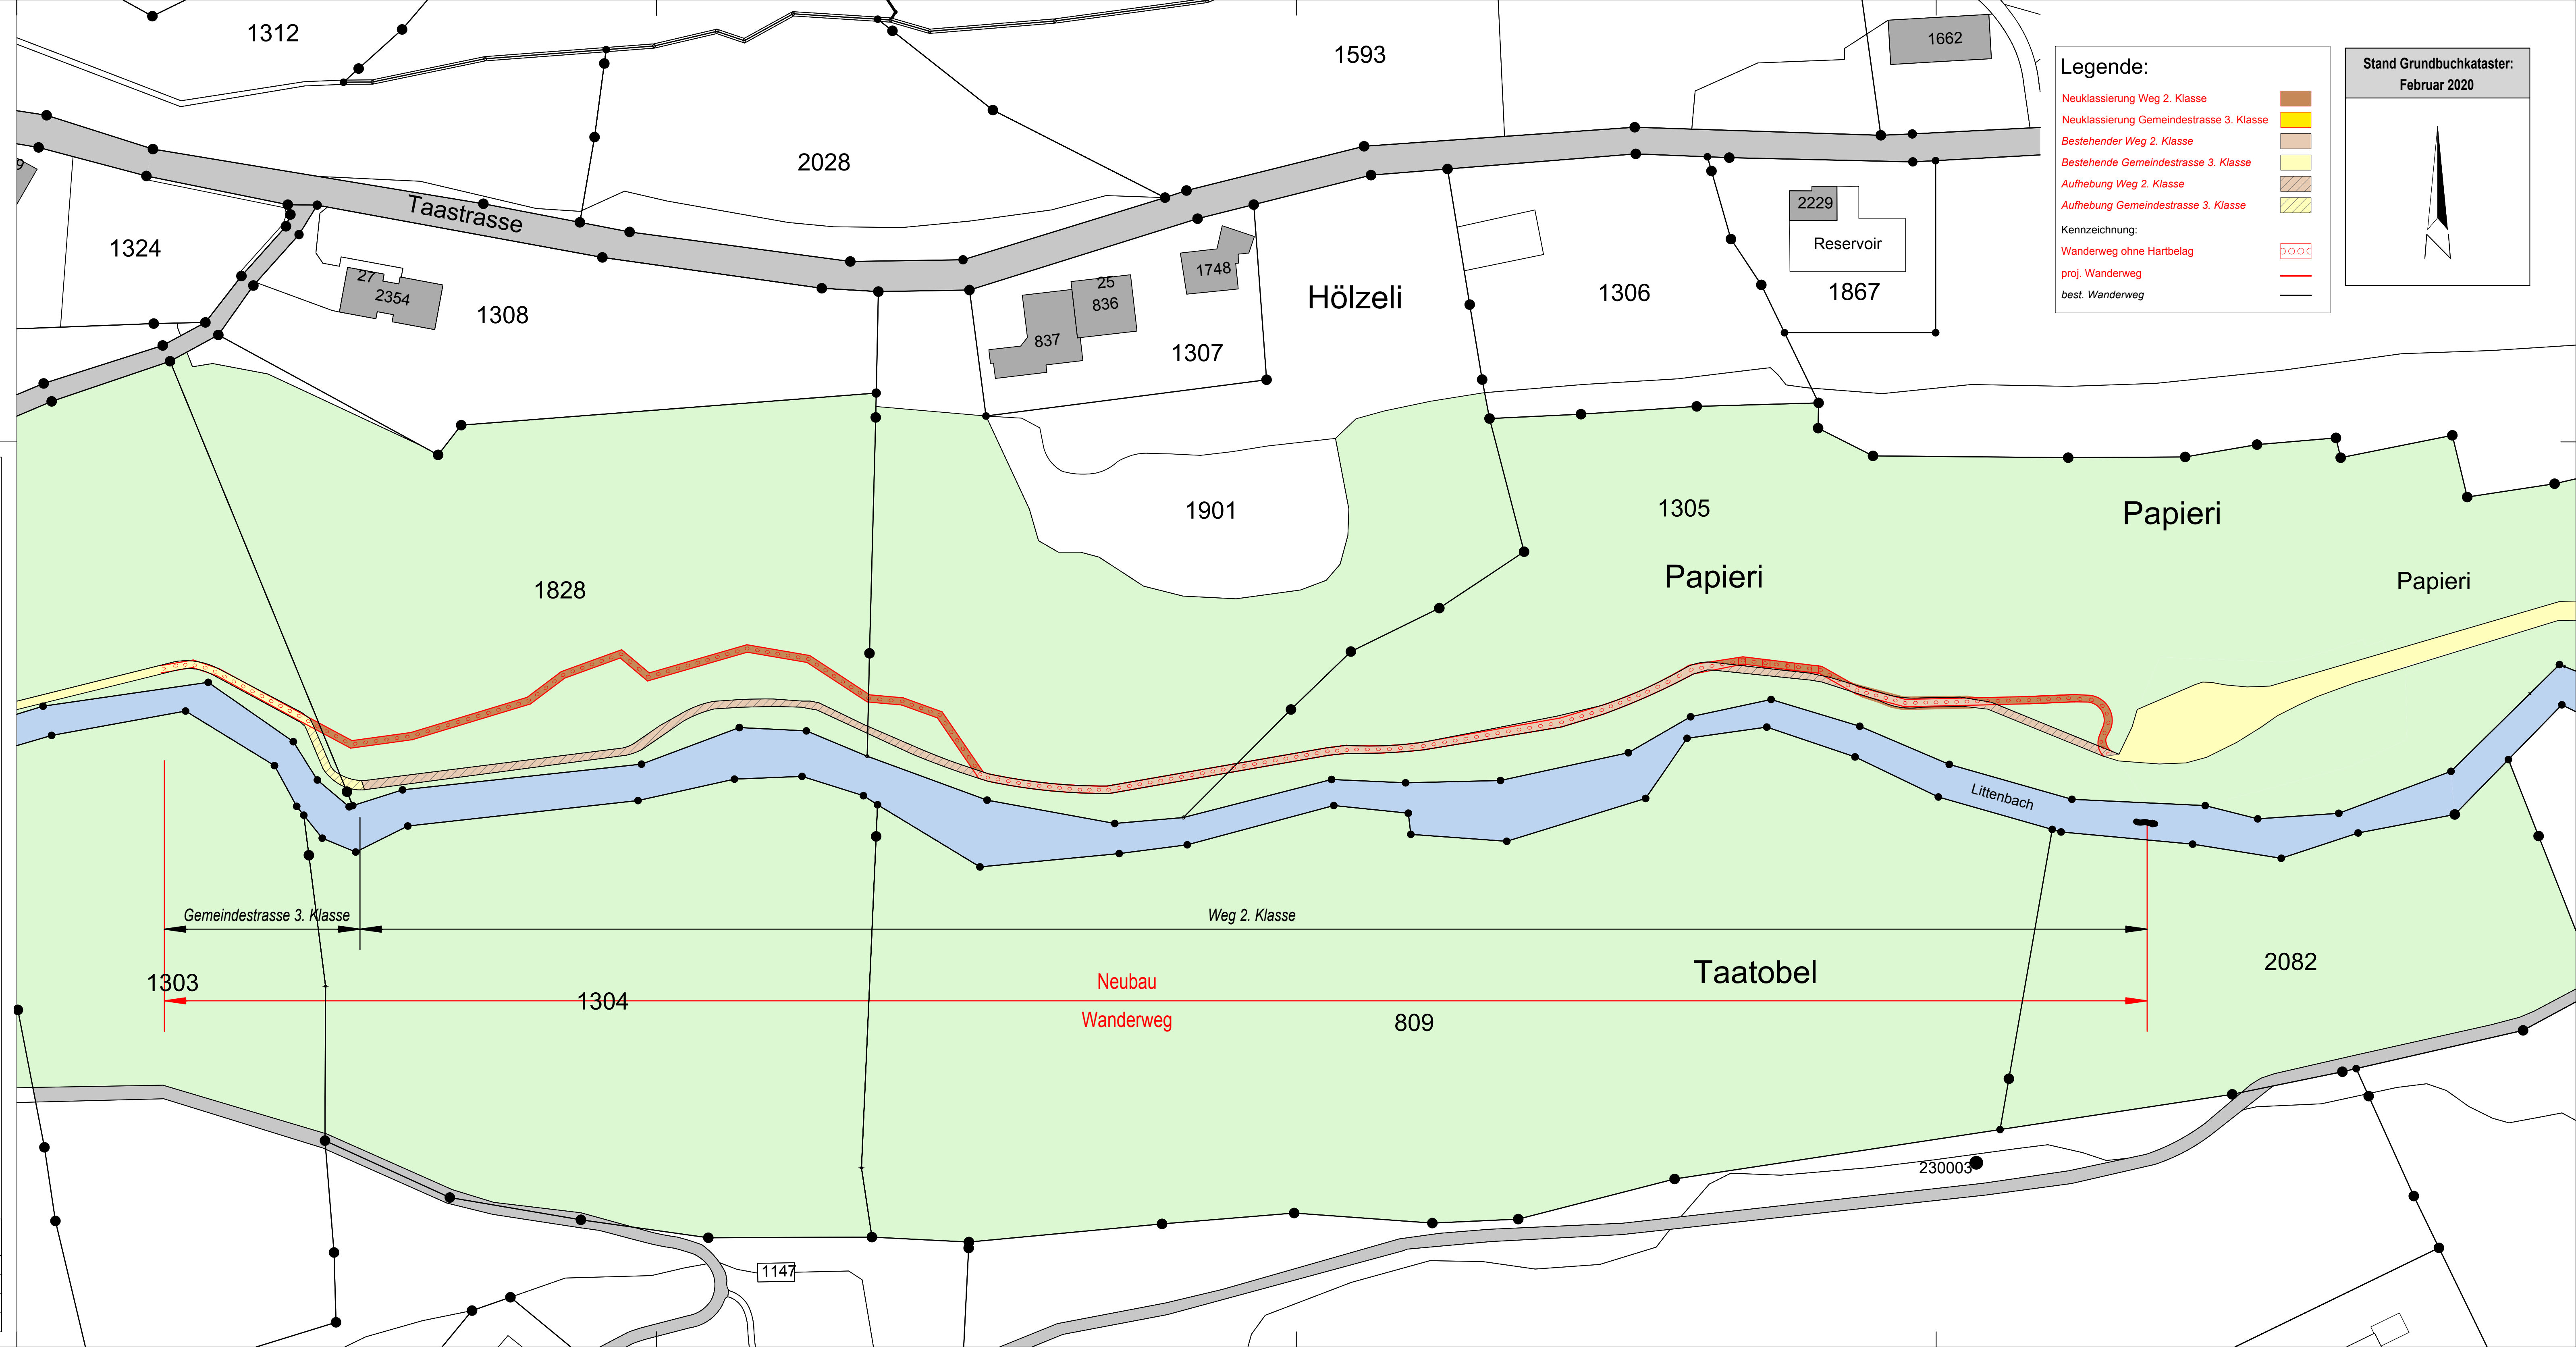 1312
1593
1662
2028
Taastrasse
1324
27
2354
1308
25
836
837
1748
1307
Hölzeli
1306
2229
Reservoir
1867
Legende:
Neuklassierung Weg 2. Klasse
Neuklassierung Gemeindestrasse 3. Klasse
Bestehender Weg 2. Klasse
Bestehende Gemeindestrasse 3. Klasse
Aufhebung Weg 2. Klasse
Aufhebung Gemeindestrasse 3. Klasse
Kennzeichnung:
Wanderweg ohne Hartbelag
proj. Wanderweg
best. Wanderweg
Stand Grundbuchkataster:
Februar 2020
N
1901
1305
Papieri
Papieri
Papieri
1828
Littenbach
Gemeindestrasse 3. Klasse
Weg 2. Klasse
1303
1304
Neubau
Wanderweg
809
Taatobel
2082
230003
1147